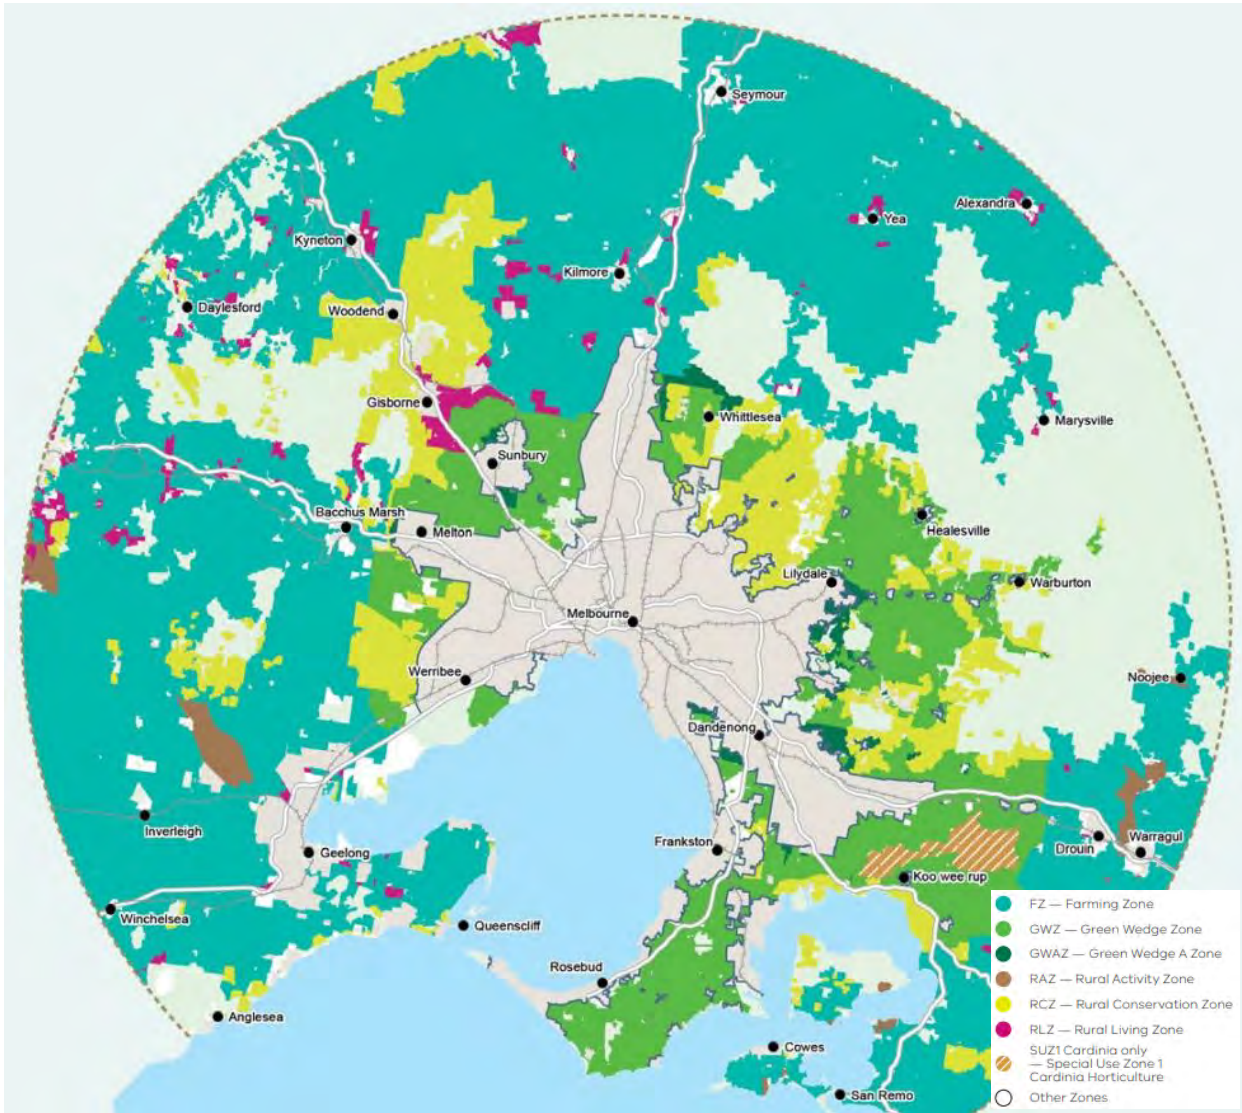 Seymour
Alexandra
Yea
Kyneton
Kilmore
Daylesford
Woodend
Gisborne
Whittlesea
Marysville
Sunbury
Bacchus Marsh
Melton
Healesville
Lilydale
Warburton
Melbourne
Werribee
Noojee
Dandenong
Inverleigh
Geelong
Frankston
Drouin
Warragul
Koo wee rup
Winchelsea
Queenscliff
Rosebud
Anglesea
Cowes
San Remo
FZ — Farming Zone
GWZ — Green Wedge Zone
GWAZ — Green Wedge A Zone
RAZ — Rural Activity Zone
RCZ — Rural Conservation Zone
RLZ — Rural Living Zone
SUZ1 Cardinia only
— Special Use Zone 1
Cardinia Horticulture
Other Zones